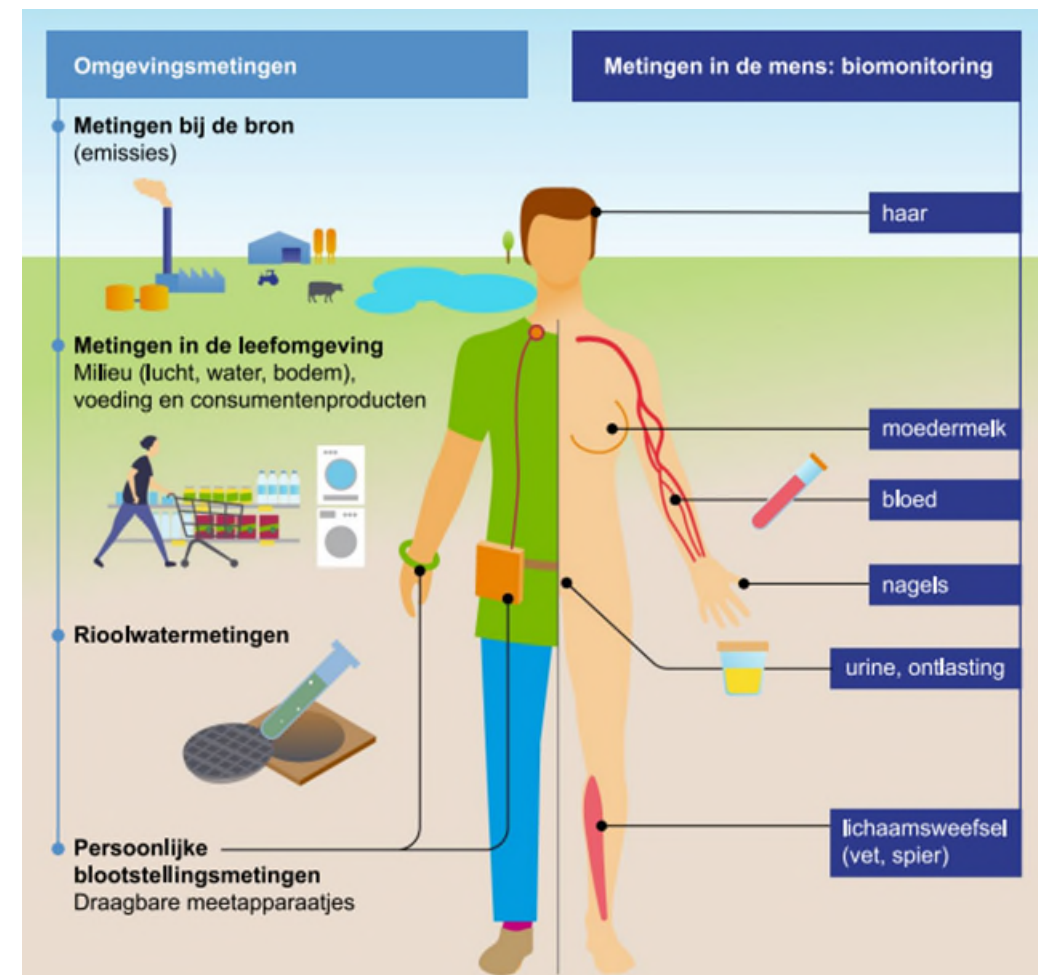 Omgevingsmetingen
Metingen bij de bron
(emissies)
Metingen in de leefomgeving
Milieu (lucht, water, bodem),
voeding en consumentenproducten
Rioolwatermetingen
Persoonlijke
blootstellingsmetingen
Draagbare meetapparaatjes
Metingen in de mens: biomonitoring
haar
moedermelk
bloed
nagels
urine, ontlasting
lichaamsweefsel
(vet, spier)